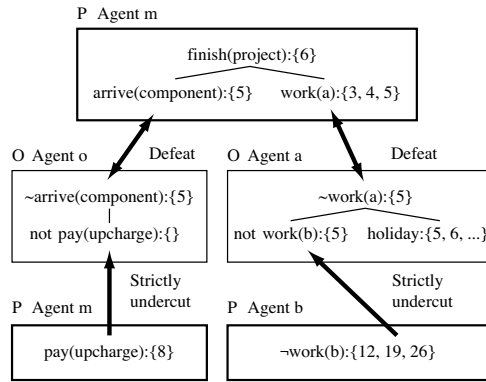 P Agent m
finish(project):{6}
arrive(component):{5} work(a):{3, 4, 5}
O Agent o Defeat O Agent a Defeat
~arrive(component):{5} ~work(a):{5}
not pay(upcharge):{} not work(b):{5} holiday:{5, 6, ...}
Strictly undercut Strictly undercut
P Agent m P Agent b
pay(upcharge):{8} ¬work(b):{12, 19, 26}